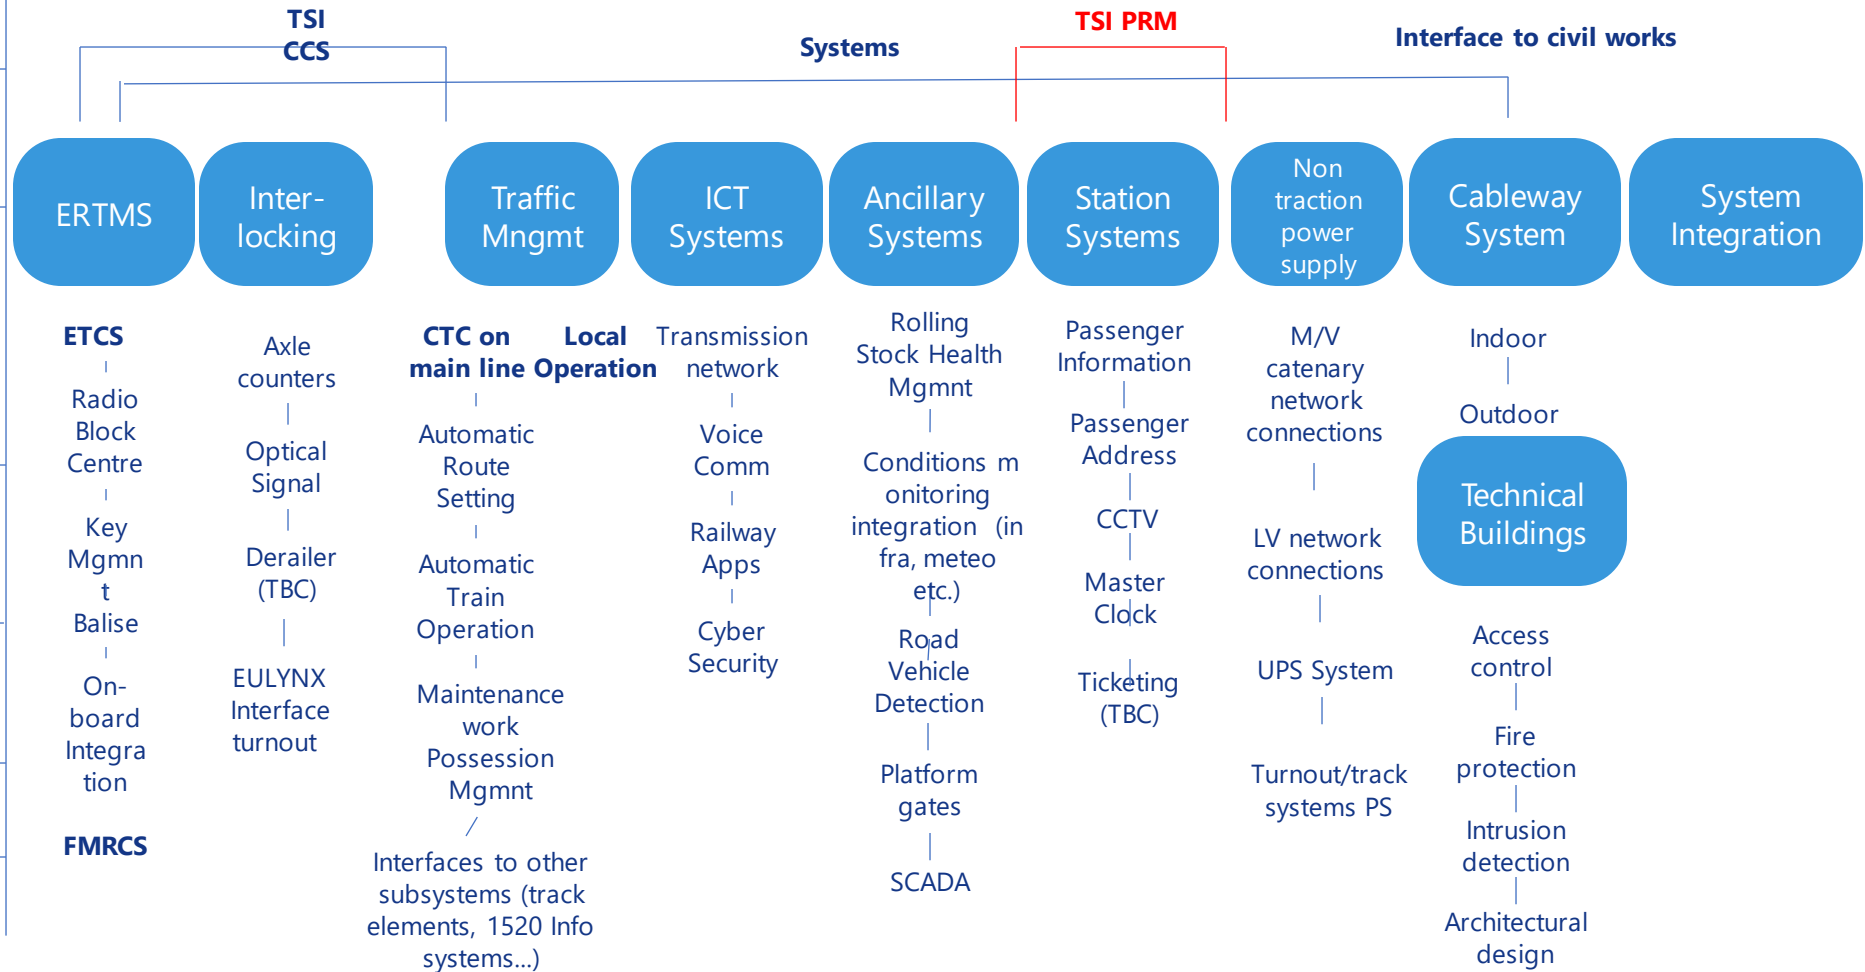 TSI
CCS
Systems
TSI PRM
Interface to civil works
ERTMS
Inter-
locking
Traffic
Mngmt
ICT
Systems
Ancillary
Systems
Station
Systems
Non
traction
power
supply
Cableway
System
System
Integration
ETCS
Radio
Block
Centre
Key
Mgmn
t
Balise
On-
board
Integra
tion
FMRCS
Axle
counters
Optical
Signal
Derailer
(TBC)
EULYNX
Interface
turnout
CTC on
main line
Local
Operation
Automatic
Route
Setting
Automatic
Train
Operation
Maintenance
work
Possession
Mgmnt
Interfaces to other
subsystems (track
elements, 1520 Info
systems...)
Transmission
network
Voice
Comm
Railway
Apps
Cyber
Security
Rolling
Stock Health
Mgmnt
Conditions m
onitoring
integration (in
fra, meteo
etc.)
Road
Vehicle
Detection
Platform
gates
SCADA
Passenger
Information
Passenger
Address
CCTV
Master
Clock
Ticketing
(TBC)
M/V
catenary
network
connections
LV network
connections
UPS System
Turnout/track
systems PS
Indoor
Outdoor
Technical
Buildings
Access
control
Fire
protection
Intrusion
detection
Architectural
design